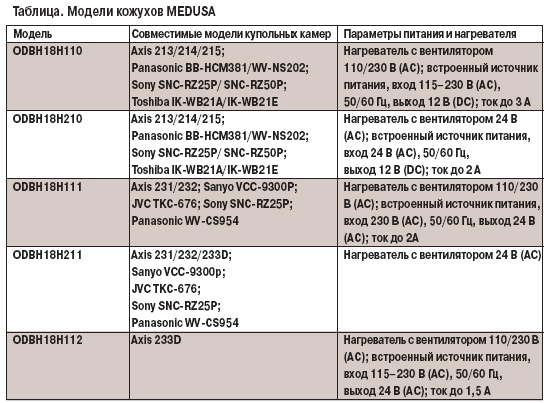 Таблица. Модели кожухов MEDUSA
Модель
Совместимые модели купольных камер
Параметры питания и нагревателя
ODBH18H110
Axis 213/214/215;
Panasonic BB-HCM381/WV-NS202;
Sony SNC-RZ25P/ SNC-RZ50P;
Toshiba IK-WB21A/IK-WB21E
Нагреватель с вентилятором
110/230 В (AC); встроенный источник
питания, вход 115–230 В (AC),
50/60 Гц, выход 12 В (DC); ток до 3 А
ODBH18H210
Axis 213/214/215;
Panasonic BB-HCM381/WV-NS202;
Sony SNC-RZ25P/ SNC-RZ50P;
Toshiba IK-WB21A/IK-WB21E
Нагреватель с вентилятором 24 В
(AC); встроенный источник питания,
вход 24 В (AC), 50/60 Гц,
выход 12 В (DC); ток до 2 А
ODBH18H111
Axis 231/232; Sanyo VCC-9300P;
JVC TKC-676; Sony SNC-RZ25P;
Panasonic WV-CS954
Нагреватель с вентилятором 110/230
В (AC); встроенный источник питания,
вход 230 В (AC), 50/60 Гц, выход 24 В
(AC); ток до 2А
ODBH18H211
Axis 231/232/233D;
Sanyo VCC-9300p;
JVC TKC-676;
Sony SNC-RZ25P;
Panasonic WV-CS954
Нагреватель с вентилятором 24 В (AC)
ODBH18H112
Axis 233D
Нагреватель с вентилятором 110/230 В
(AC); встроенный источник питания,
вход 115–230 В (AC), 50/60 Гц,
выход 24 В (AC); ток до 1,5 А